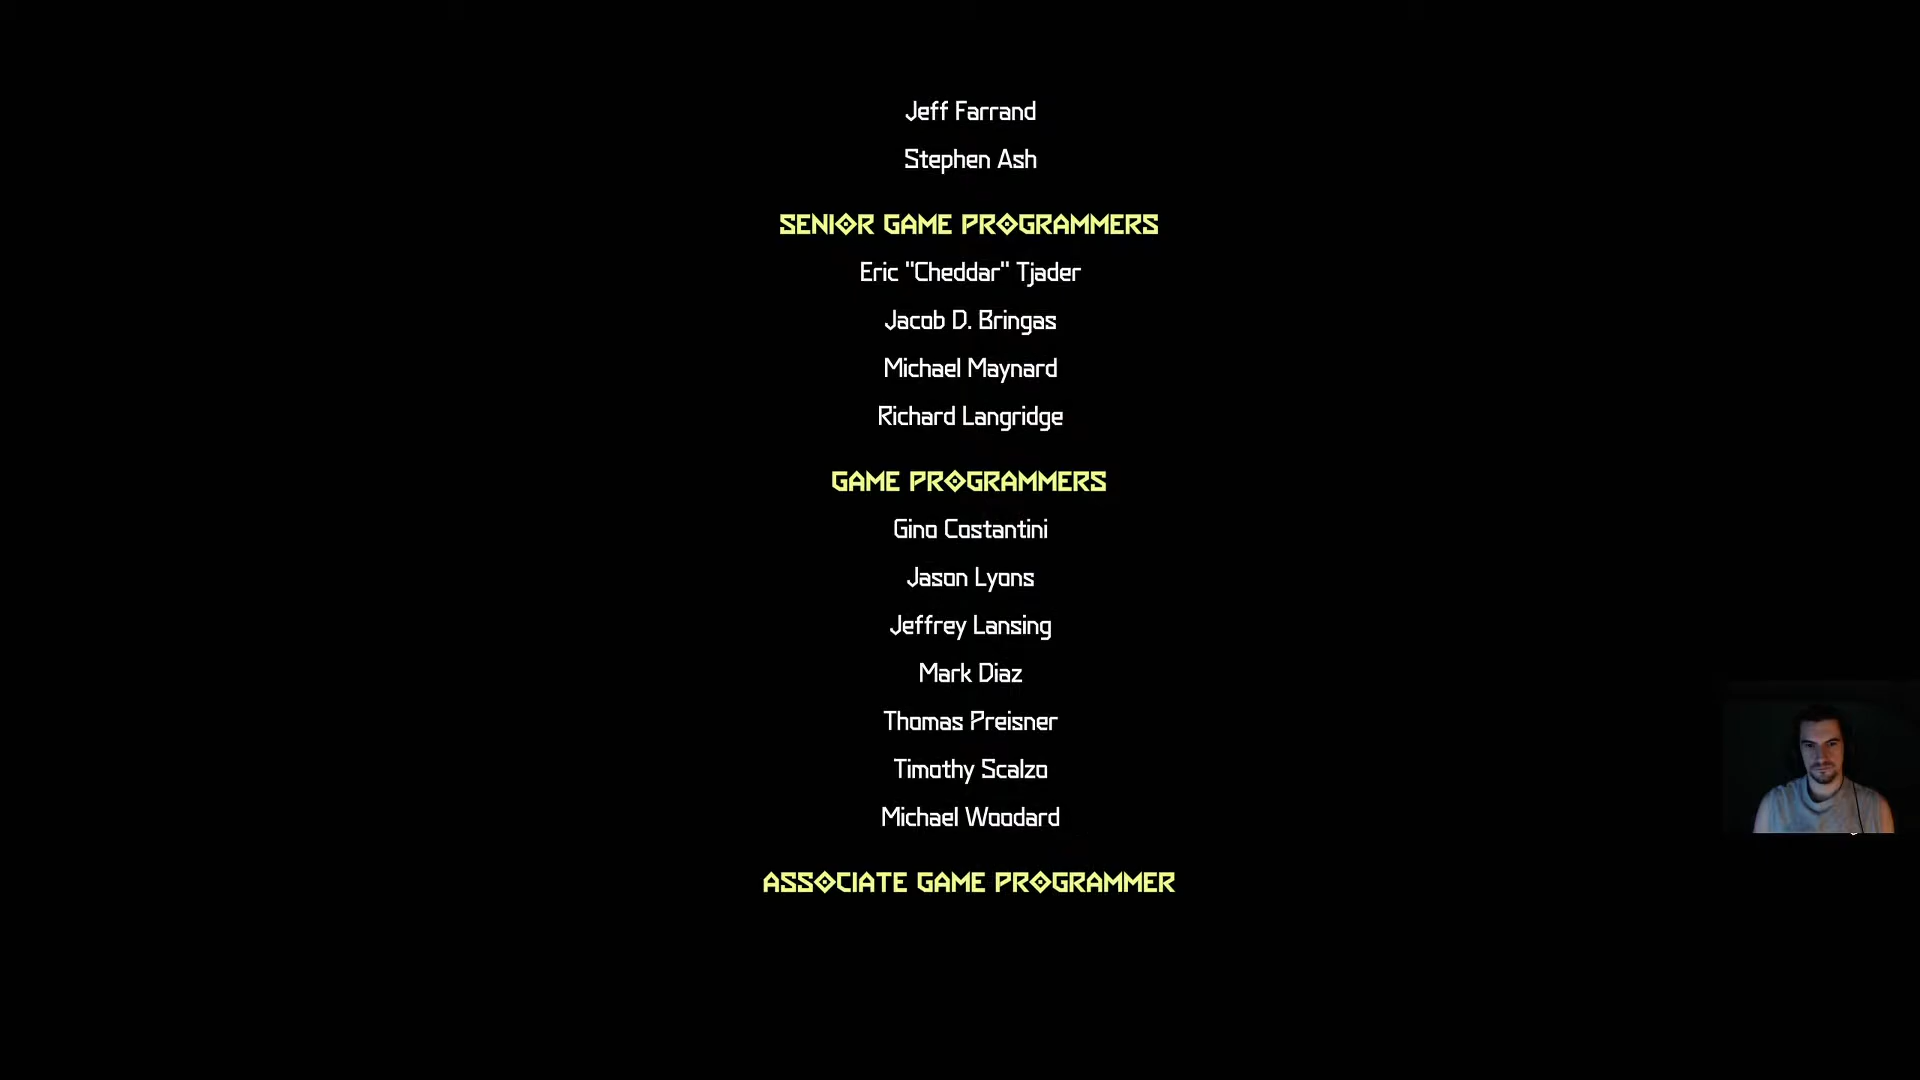 Jeff Farrand
Stephen Ash
SENIOR GAME PROGRAMMERS
Eric "Cheddar" Tjader
Jacob D. Bringas
Michael Maynard
Richard Langridge
GAME PROGRAMMERS
Gino Costantini
Jason Lyons
Jeffrey Lansing
Mark Diaz
Thomas Preisner
Timothy Scalzo
Michael Woodard
ASSOCIATE GAME PROGRAMMER